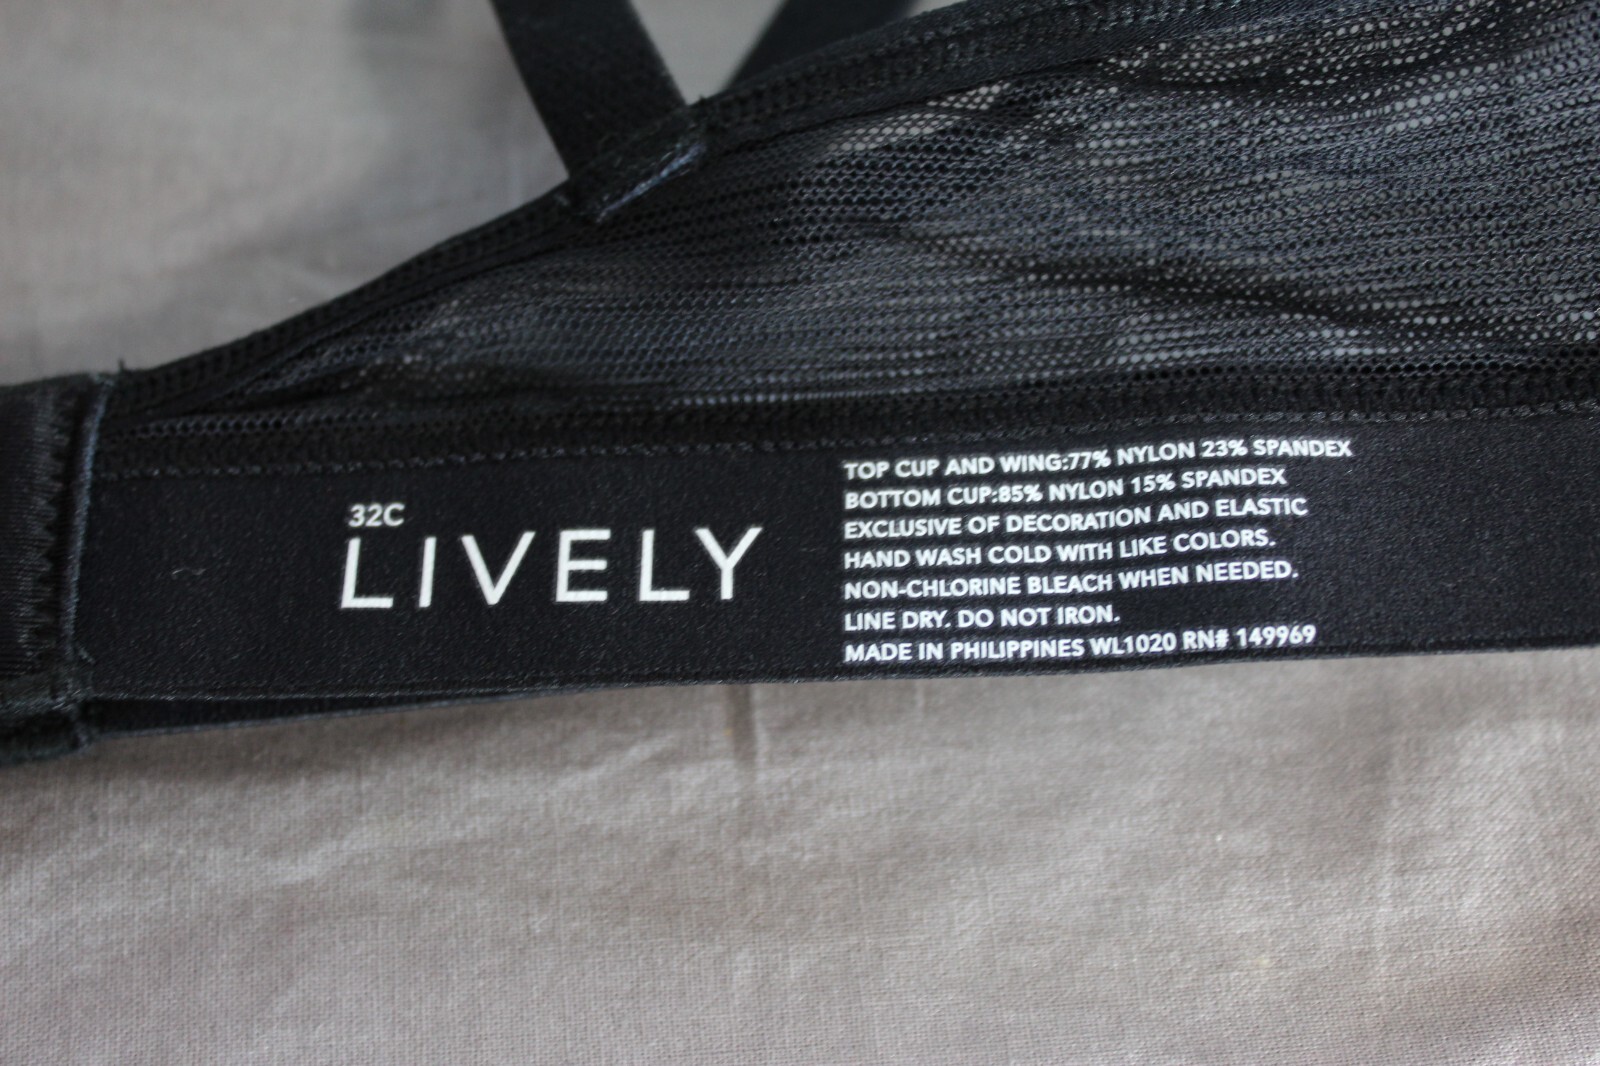 32C
LIVELY
TOP CUP AND WING:77% NYLON 23% SPANDEX
BOTTOM CUP:85% NYLON 15% SPANDEX
EXCLUSIVE OF DECORATION AND ELASTIC
HAND WASH COLD WITH LIKE COLORS.
NON-CHLORINE BLEACH WHEN NEEDED.
LINE DRY. DO NOT IRON.
MADE IN PHILIPPINES WL1020 RN# 149969